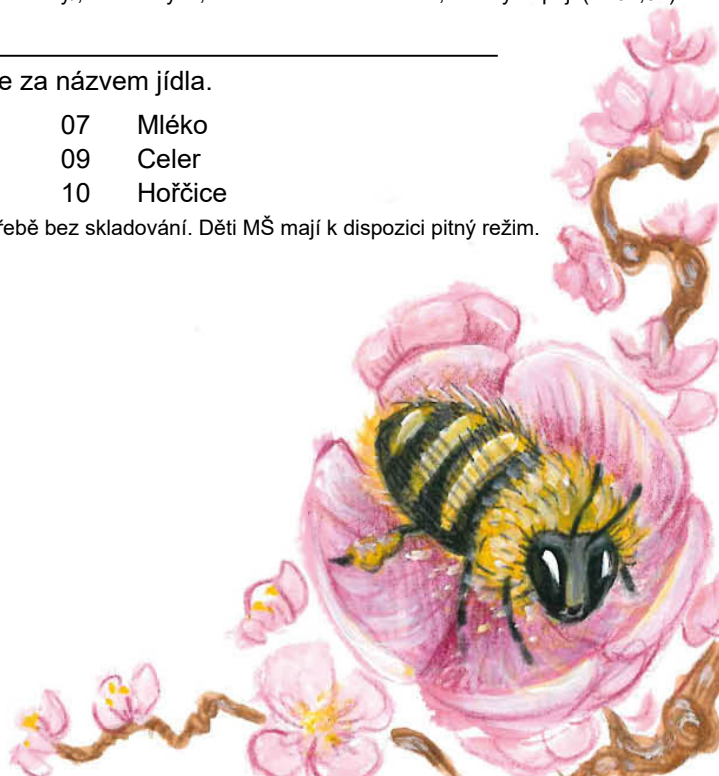 e za názvem jídla.
07 Mléko
09 Celer
10 Hořčice
řebě bez skladování. Děti MŠ mají k dispozici pitný režim.